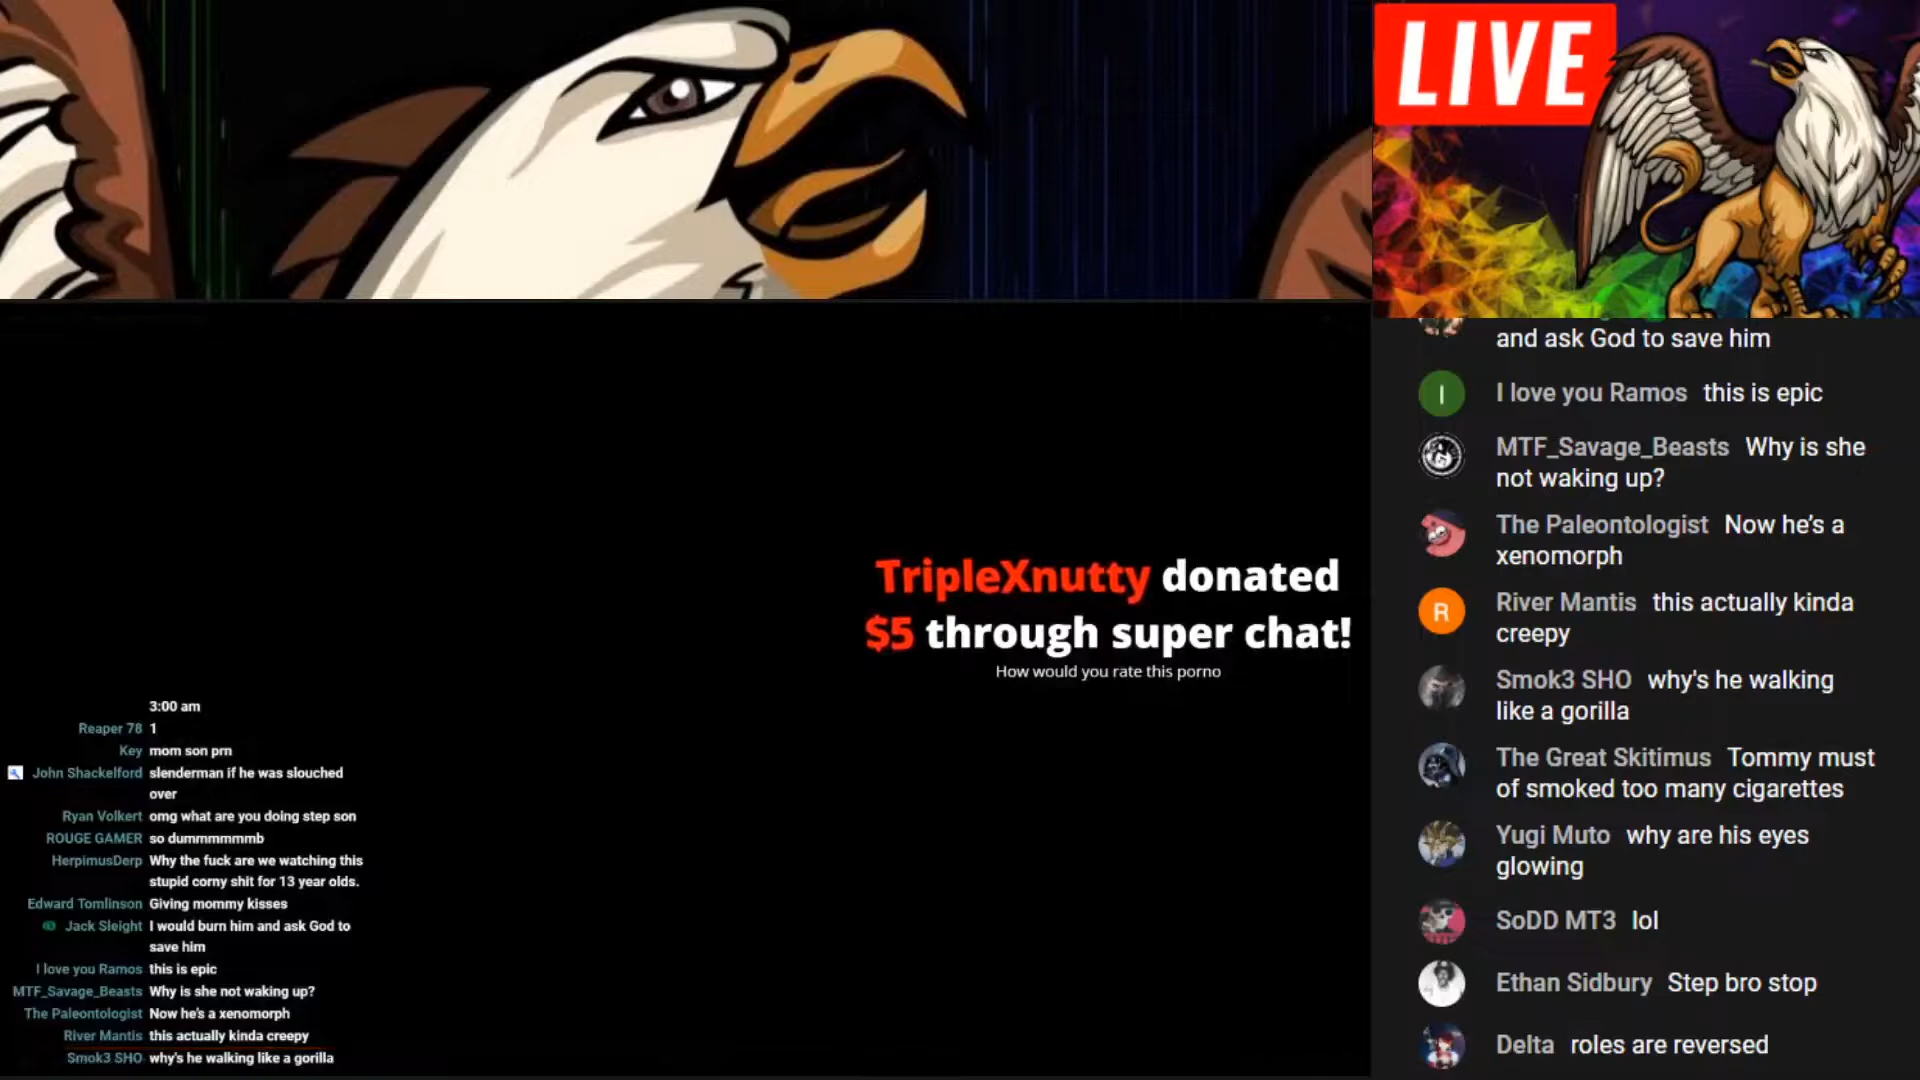 LIVE
TripleXnutty donated
$5 through super chat!
How would you rate this porno
3:00 am
Reaper 78 1
Key mom son prn
John Shackelford slenderman if he was slouched
over
Ryan Volkert omg what are you doing step son
ROUGE GAMER so dummmmmmb
HerpimusDerp Why the fuck are we watching this
stupid corny shit for 13 year olds.
Edward Tomlinson Giving mommy kisses
Jack Sleight I would burn him and ask God to
save him
I love you Ramos this is epic
MTF_Savage_Beasts Why is she not waking up?
The Paleontologist Now he's a xenomorph
River Mantis this actually kinda creepy
Smok3 SHO why's he walking like a gorilla
and ask God to save him
I
I love you Ramos this is epic
MTF_Savage_Beasts Why is she
not waking up?
The Paleontologist Now he's a
xenomorph
R
River Mantis this actually kinda
creepy
Smok3 SHO why's he walking
like a gorilla
The Great Skitimus Tommy must
of smoked too many cigarettes
Yugi Muto why are his eyes
glowing
SoDD MT3 lol
Ethan Sidbury Step bro stop
Delta roles are reversed